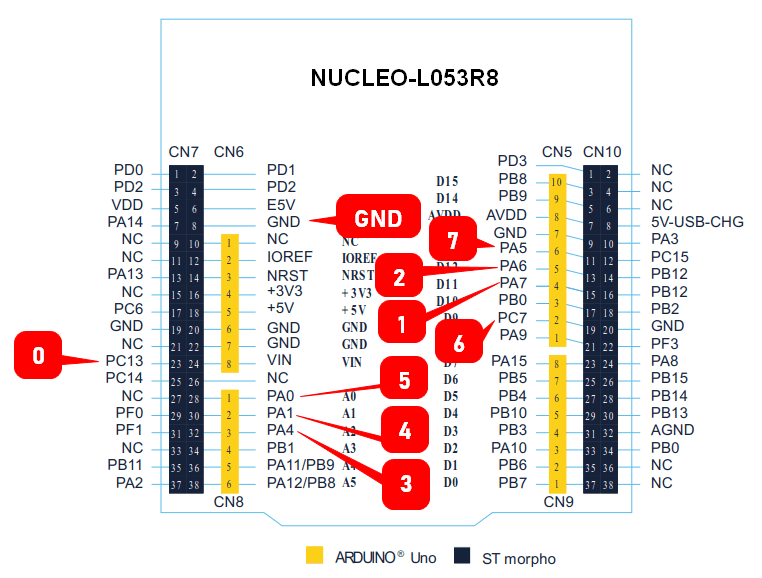 NUCLEO-L053R8
CN7 CN6 CN5 CN10
PD0 1 2 PD1 D15 PD3 1 2 NC
PD2 3 4 PD2 D14 PB8 10 3 4 NC
VDD 5 6 E5V AVDD PB9 9 5 6 NC
PA14 7 8 GND GND AVDD 8 7 8 5V-USB-CHG
NC 9 10 1 NC NC 7 GND 7 9 10 PA3
NC 11 12 2 IOREF IOREF PA5 6 11 12 PC15
PA13 13 14 3 NRST NRST 2 D12 PA6 5 13 14 PB12
NC 15 16 4 +3V3 +3V3 D11 PA7 4 15 16 PB12
PC6 17 18 5 +5V +5V 1 D10 PB0 3 17 18 PB2
GND 19 20 6 GND GND D9 6 PC7 2 19 20 GND
NC 21 22 7 GND GND PA9 1 21 22 PF3
0 PC13 23 24 8 VIN VIN D7 PA15 8 23 24 PA8
PC14 25 26 NC 5 D6 PB5 7 25 26 PB15
NC 27 28 1 PA0 A0 D5 PB4 6 27 28 PB14
PF0 29 30 2 PA1 A1 4 D4 PB10 5 29 30 PB13
PF1 31 32 3 PA4 A2 D3 PB3 4 31 32 AGND
NC 33 34 4 PB1 A3 D2 PA10 3 33 34 PB0
PB11 35 36 5 PA11/PB9 A4 3 D1 PB6 2 35 36 NC
PA2 37 38 6 PA12/PB8 A5 D0 PB7 1 37 38 NC
CN8 CN9
ARDUINO® Uno ST morpho